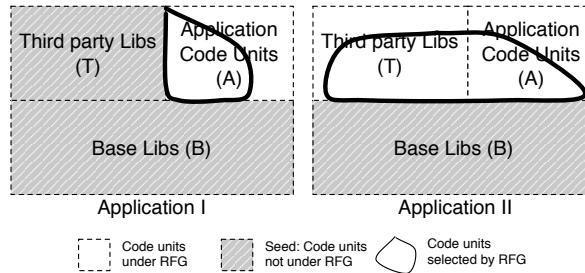 Third party Libs
(T)
Application
Code Units
(A)
Third party Libs
(T)
Application
Code Units
(A)
Base Libs (B)
Base Libs (B)
Application I
Application II
Code units
under RFG
Seed: Code units
not under RFG
Code units
selected by RFG